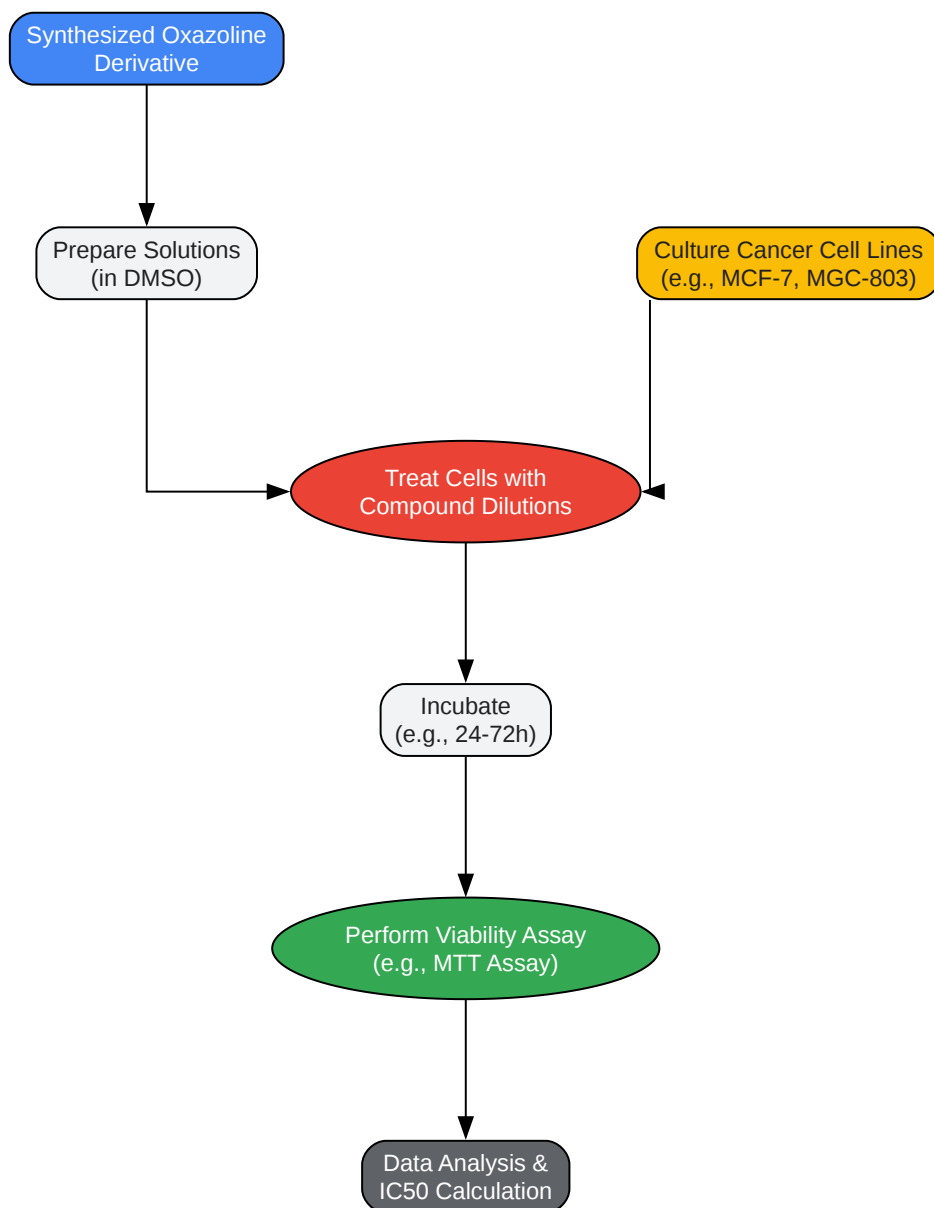 Synthesized Oxazoline
Derivative
Prepare Solutions
(in DMSO)
Culture Cancer Cell Lines
(e.g., MCF-7, MGC-803)
Treat Cells with
Compound Dilutions
Incubate
(e.g., 24-72h)
Perform Viability Assay
(e.g., MTT Assay)
Data Analysis &
IC50 Calculation